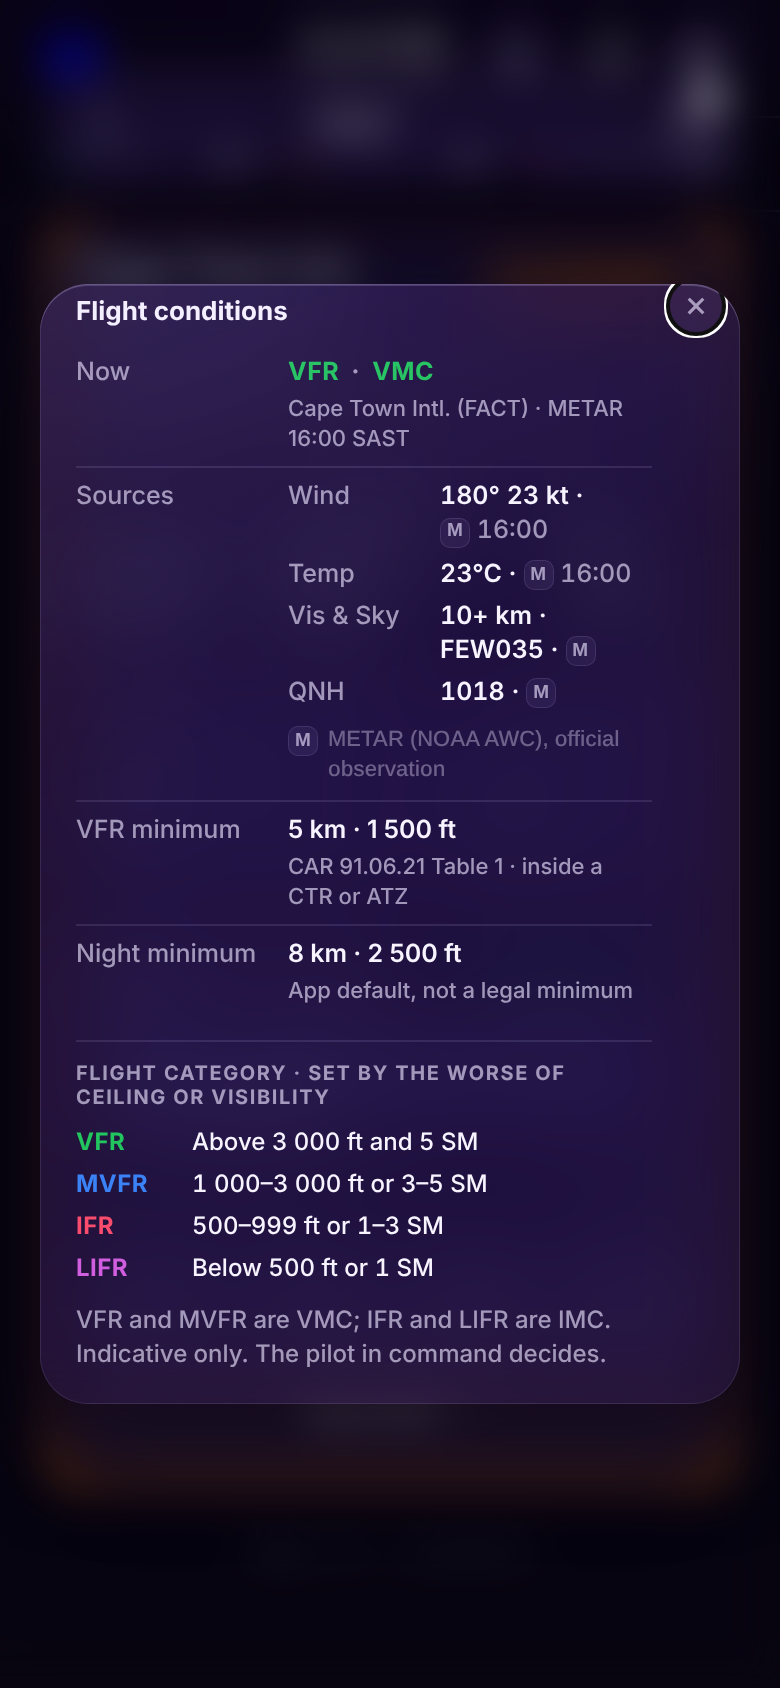 Flight conditions
Now
VFR · VMC
Cape Town Intl. (FACT) · METAR
16:00 SAST
Sources
Wind
180° 23 kt ·
M 16:00
Temp
23°C · M 16:00
Vis & Sky
10+ km ·
FEW035 · M
QNH
1018 · M
M METAR (NOAA AWC), official
observation
VFR minimum
5 km · 1 500 ft
CAR 91.06.21 Table 1 · inside a
CTR or ATZ
Night minimum
8 km · 2 500 ft
App default, not a legal minimum
FLIGHT CATEGORY · SET BY THE WORSE OF
CEILING OR VISIBILITY
VFR Above 3 000 ft and 5 SM
MVFR 1 000–3 000 ft or 3–5 SM
IFR 500–999 ft or 1–3 SM
LIFR Below 500 ft or 1 SM
VFR and MVFR are VMC; IFR and LIFR are IMC.
Indicative only. The pilot in command decides.